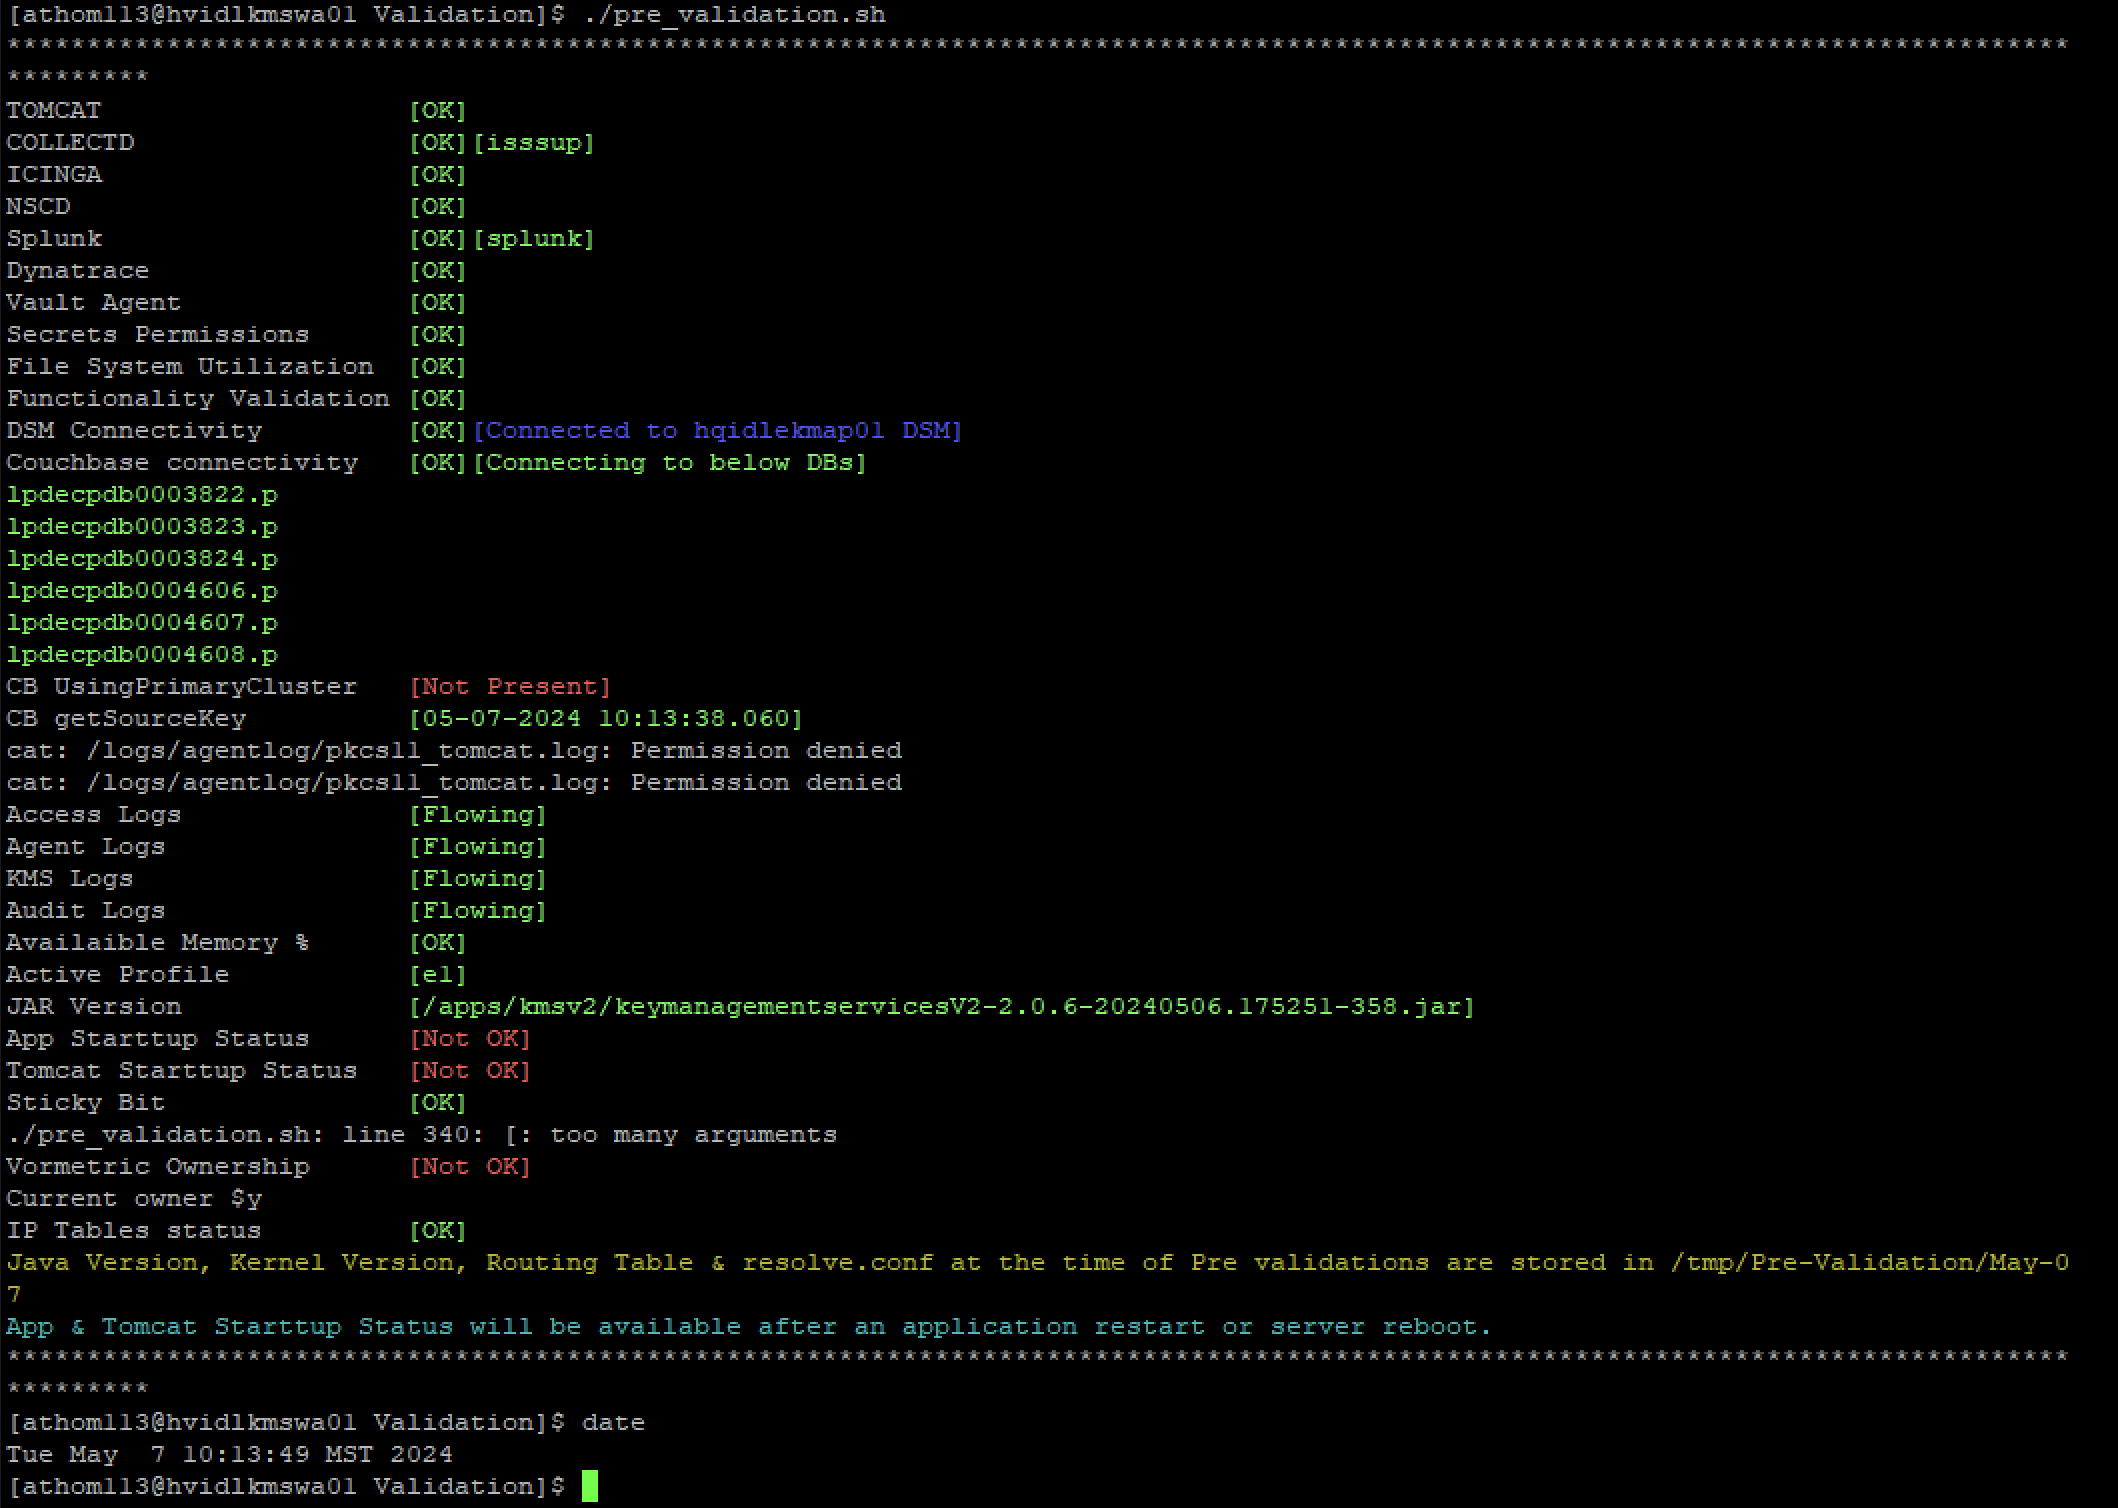 [athom113@hvidlkmswa01 Validation]$ ./pre_validation.sh
*********************************************************************************************************************************
*********
TOMCAT                   [OK]
COLLECTD                 [OK][isssup]
ICINGA                   [OK]
NSCD                     [OK]
Splunk                   [OK][splunk]
Dynatrace                [OK]
Vault Agent              [OK]
Secrets Permissions      [OK]
File System Utilization  [OK]
Functionality Validation [OK]
DSM Connectivity         [OK][Connected to hqidlekmap01 DSM]
Couchbase connectivity   [OK][Connecting to below DBs]
lpdecpdb0003822.p
lpdecpdb0003823.p
lpdecpdb0003824.p
lpdecpdb0004606.p
lpdecpdb0004607.p
lpdecpdb0004608.p
CB UsingPrimaryCluster   [Not Present]
CB getSourceKey          [05-07-2024 10:13:38.060]
cat: /logs/agentlog/pkcs11_tomcat.log: Permission denied
cat: /logs/agentlog/pkcs11_tomcat.log: Permission denied
Access Logs              [Flowing]
Agent Logs               [Flowing]
KMS Logs                 [Flowing]
Audit Logs               [Flowing]
Availaible Memory %      [OK]
Active Profile           [e1]
JAR Version              [/apps/kmsv2/keymanagementservicesV2-2.0.6-20240506.175251-358.jar]
App Starttup Status      [Not OK]
Tomcat Starttup Status   [Not OK]
Sticky Bit               [OK]
./pre_validation.sh: line 340: [: too many arguments
Vormetric Ownership      [Not OK]
Current owner $y
IP Tables status         [OK]
Java Version, Kernel Version, Routing Table & resolve.conf at the time of Pre validations are stored in /tmp/Pre-Validation/May-0
7
App & Tomcat Starttup Status will be available after an application restart or server reboot.
*********************************************************************************************************************************
*********
[athom113@hvidlkmswa01 Validation]$ date
Tue May  7 10:13:49 MST 2024
[athom113@hvidlkmswa01 Validation]$